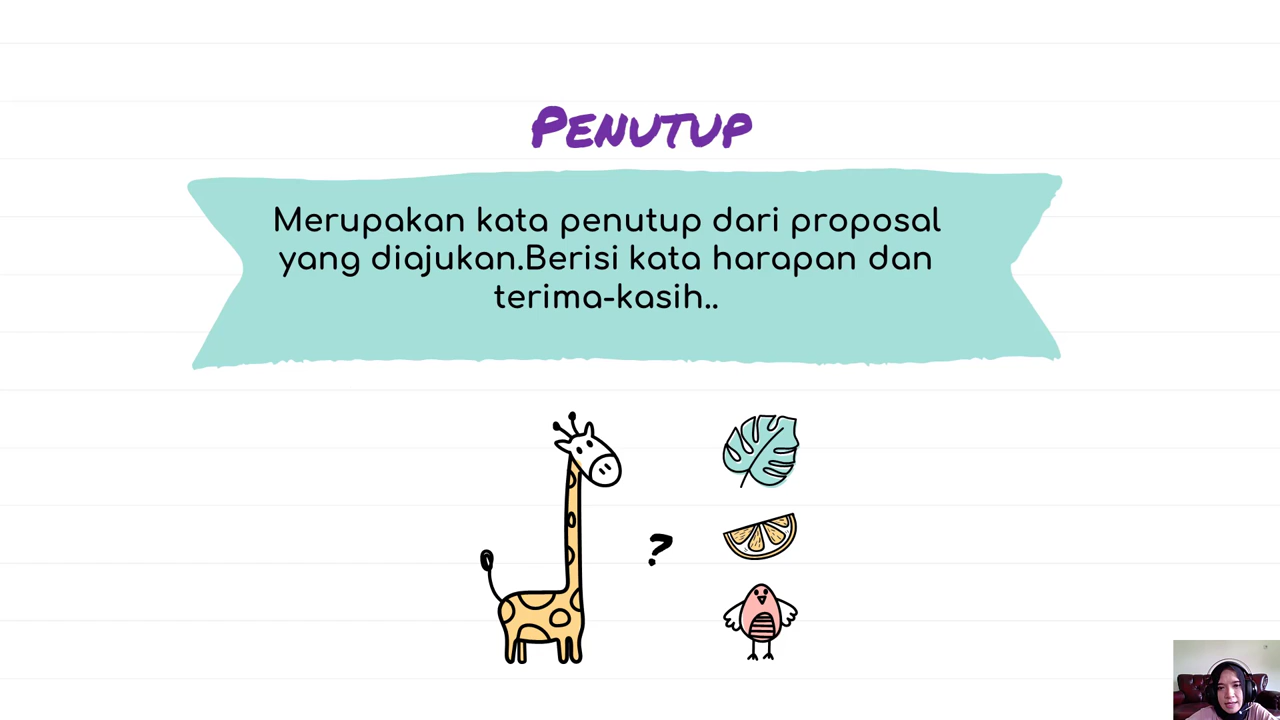 PENUTUP
Merupakan kata penutup dari proposal
yang diajukan.Berisi kata harapan dan
terima-kasih..
?